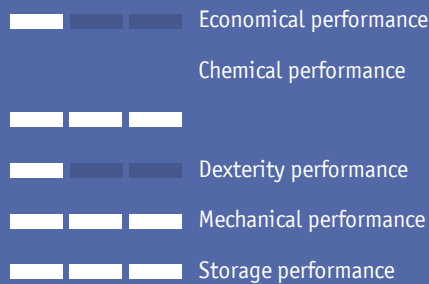 Economical performance
Chemical performance
Dexterity performance
Mechanical performance
Storage performance